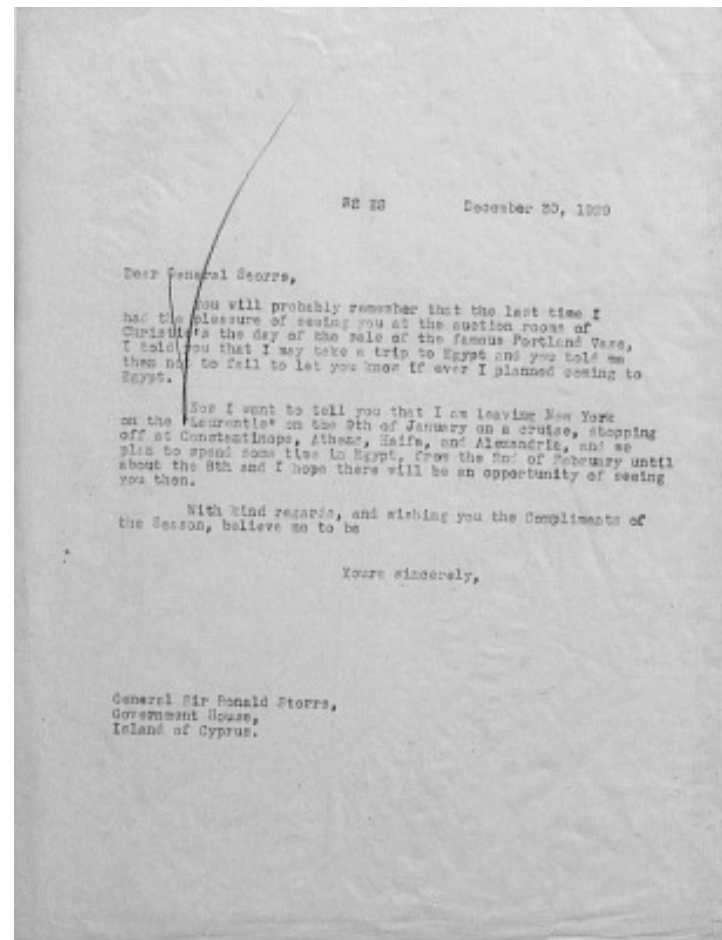 December 30, 1929
Dear General Storrs,
You will probably remember that the last time I
had the pleasure of seeing you at the auction rooms of
Christie's the day of the sale of the famous Portland Vase,
I told you that I may take a trip to Egypt and you told me
then not to fail to let you know if ever I planned coming to
Egypt.
Now I want to tell you that I am leaving New York
on the "Laurentic" on the 9th of January on a cruise, stopping
off at Constantinope, Athens, Haifa, and Alexandria, and we
plan to spend some time in Egypt, from the 2nd of February until
about the 8th and I hope there will be an opportunity of seeing
you then.
With kind regards, and wishing you the Compliments of
the Season, believe me to be
Yours sincerely,
General Sir Ronald Storrs,
Government House,
Island of Cyprus.